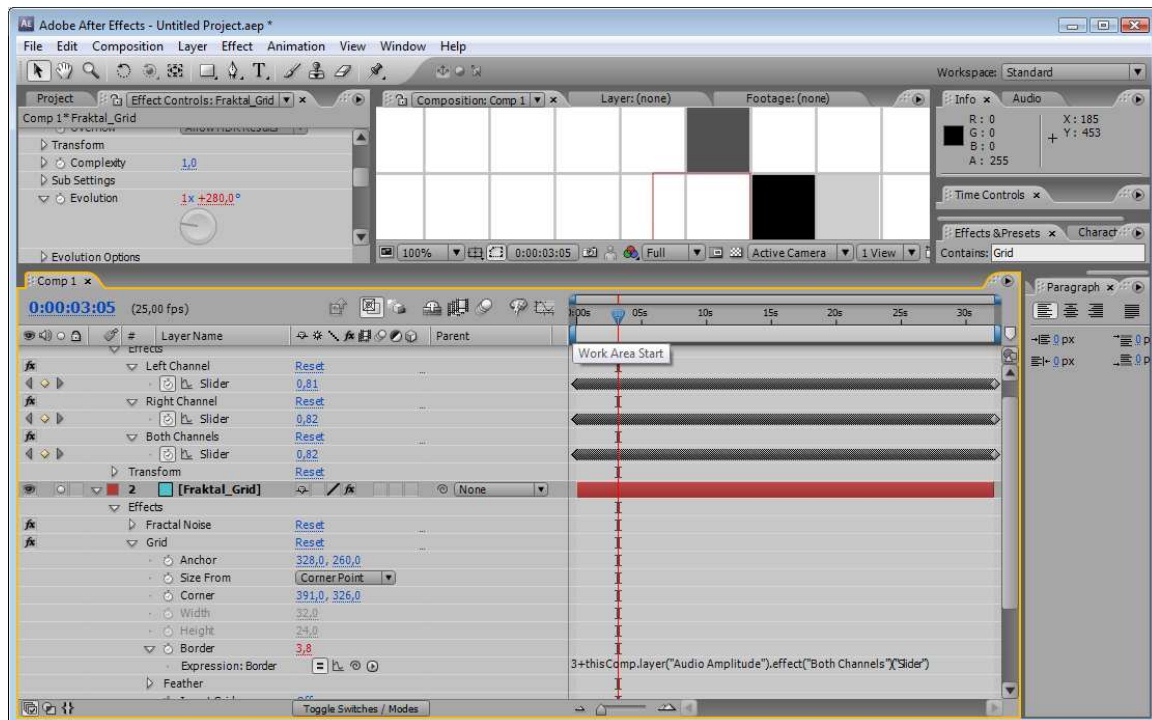 Adobe After Effects - Untitled Project.aep *
File Edit Composition Layer Effect Animation View Window Help
Workspace: Standard
Project Effect Controls: Fraktal_Grid Composition: Comp 1 Layer: (none) Footage: (none) Info Audio
Comp 1 * Fraktal_Grid
Transform
Complexity 1,0
Sub Settings
Evolution 1x +280,0°
Evolution Options
R: 0 X: 185
G: 0 Y: 453
B: 0
A: 255
Time Controls
Effects & Presets Charact
Contains: Grid
100% 0:00:03:05 Full Active Camera 1 View
Comp 1
0:00:03:05 (25,00 fps)
05s 10s 15s 20s 25s 30s
# Layer Name Parent
Work Area Start
Paragraph
0 px
0 px
Effects
Left Channel Reset
Slider 0,81
Right Channel Reset
Slider 0,82
Both Channels Reset
Slider 0,82
Transform Reset
2 [Fraktal_Grid] None
Effects
Fractal Noise Reset
Grid Reset
Anchor 328,0, 260,0
Size From Corner Point
Corner 391,0, 326,0
Width 32,0
Height 24,0
Border 3,8
Expression: Border 3+thisComp.layer("Audio Amplitude").effect("Both Channels")("Slider")
Feather
Toggle Switches / Modes